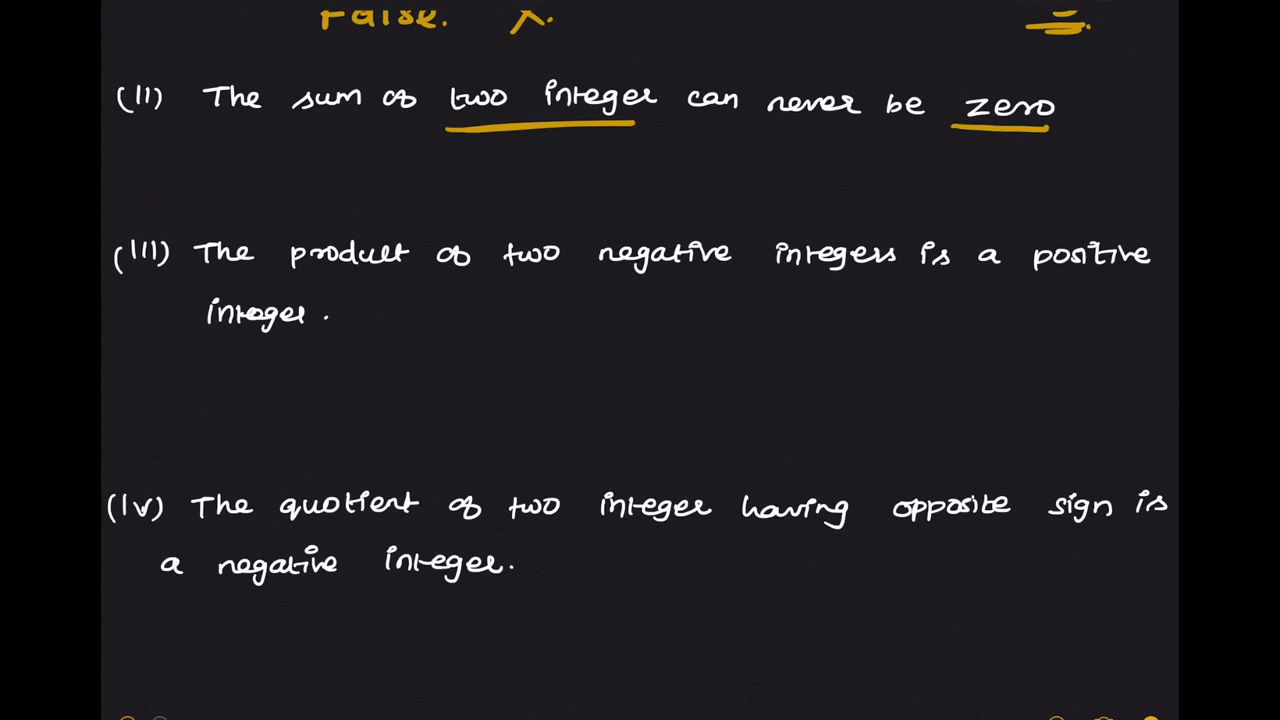 False. X.
(II) The sum of two integer can never be zero
(III) The product of two negative integers is a positive
integer.
(IV) The quotient of two integer having opposite sign is
a negative integer.